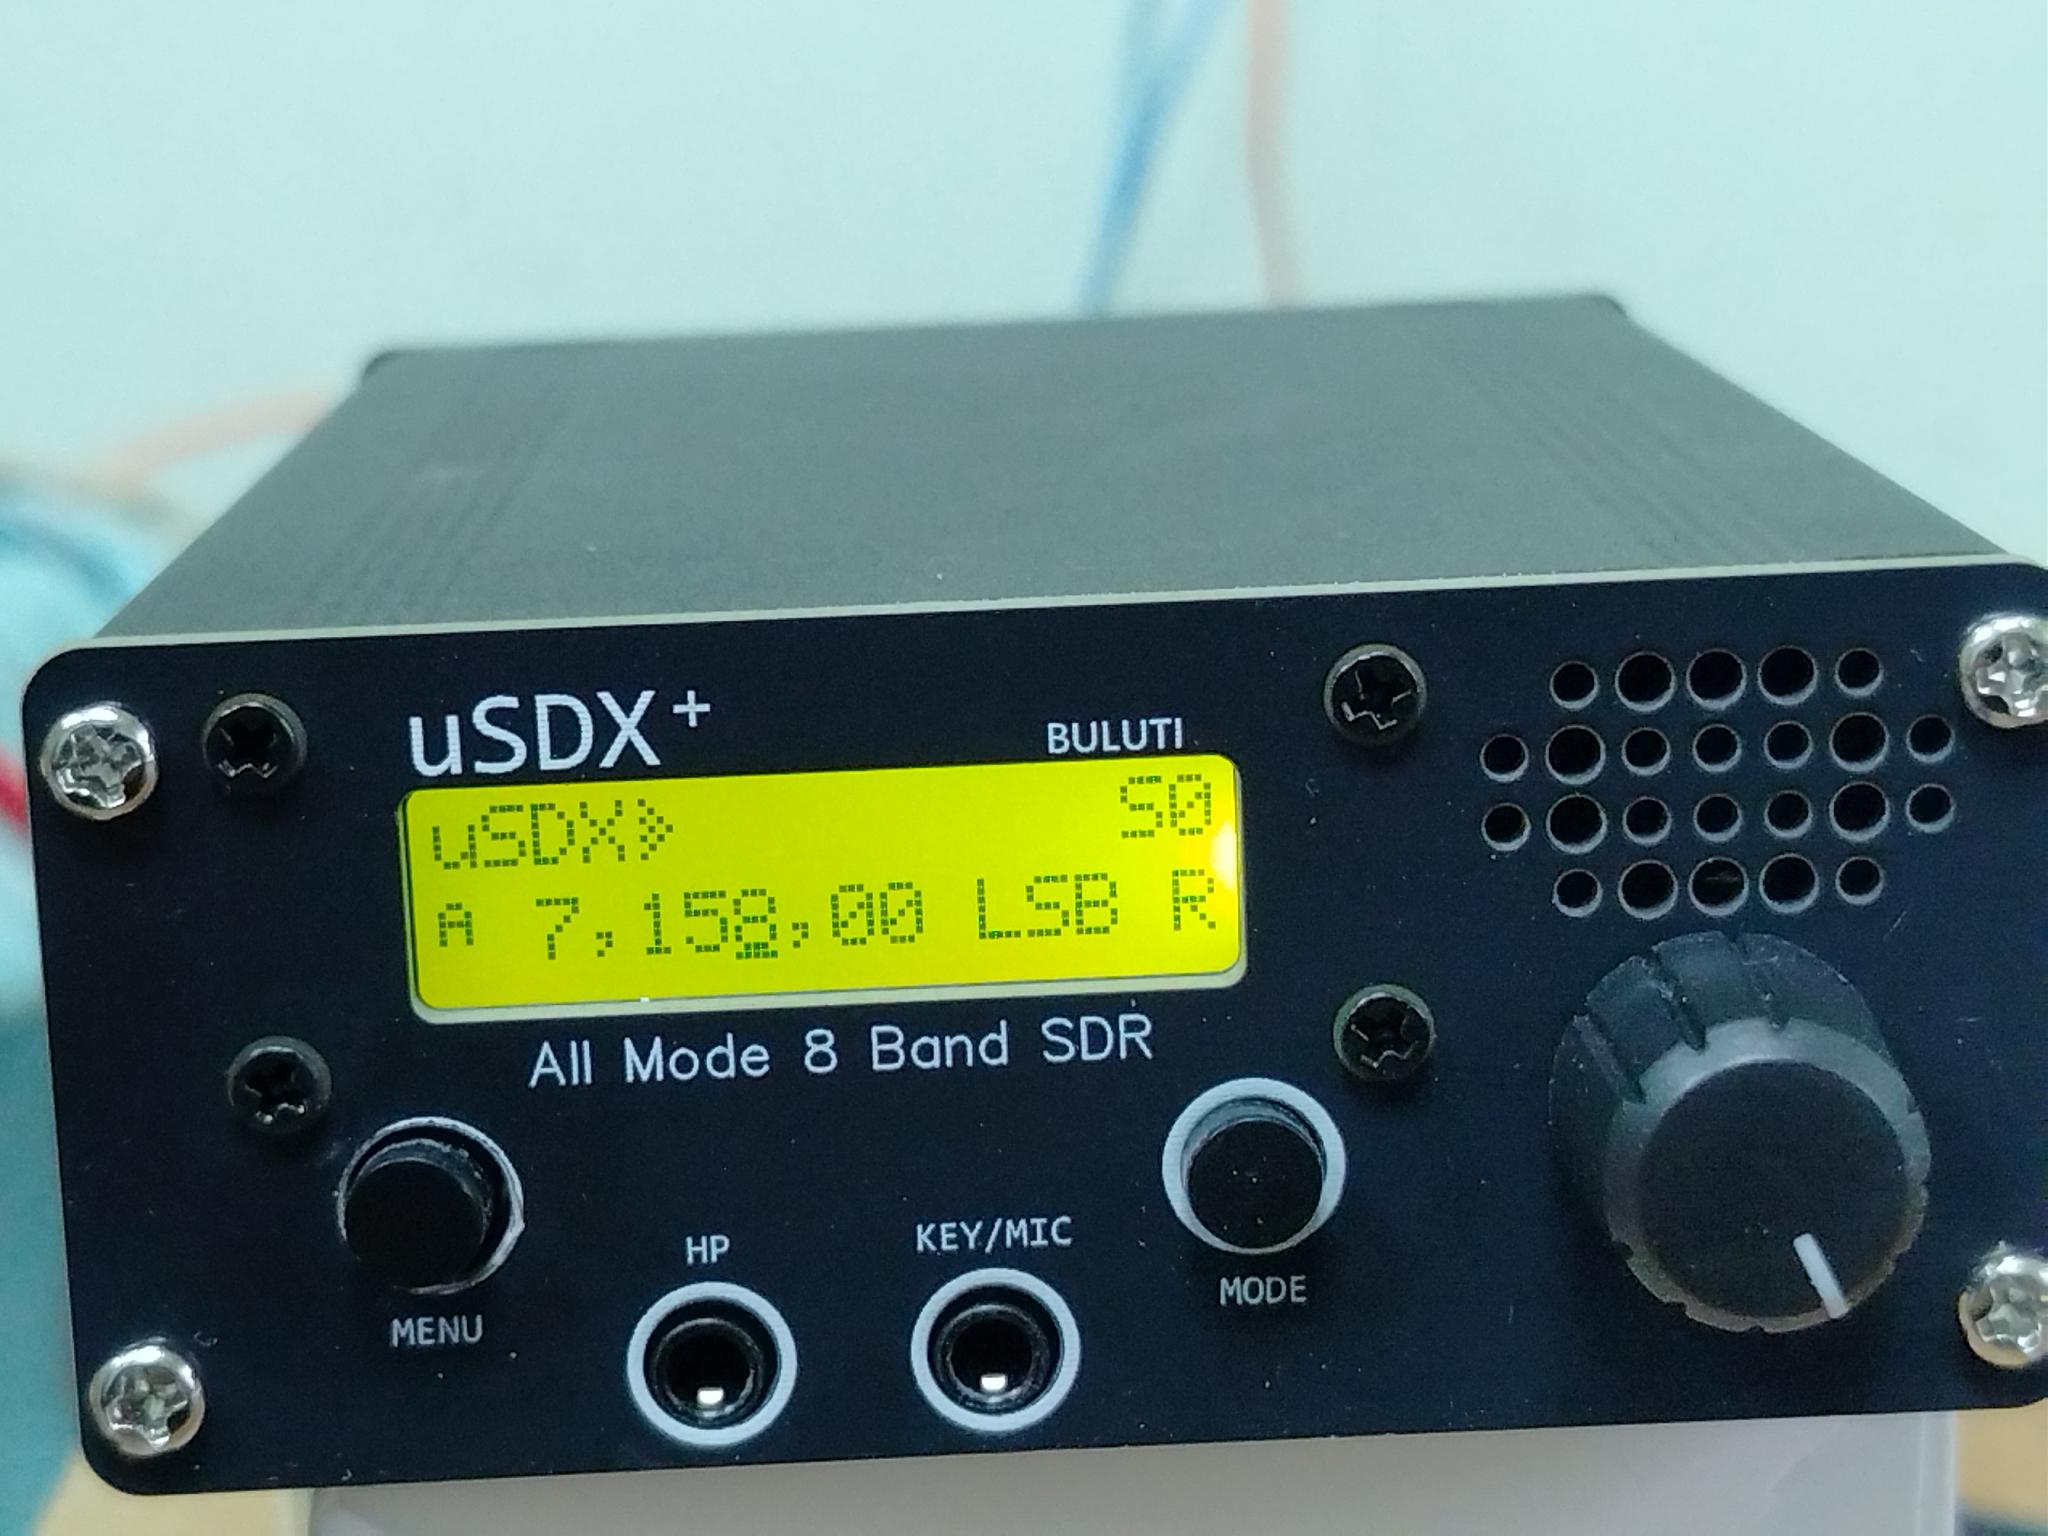 uSDX+
BULUTI
uSDX» S0
A 7,158,00 LSB R
All Mode 8 Band SDR
MENU
HP
KEY/MIC
MODE